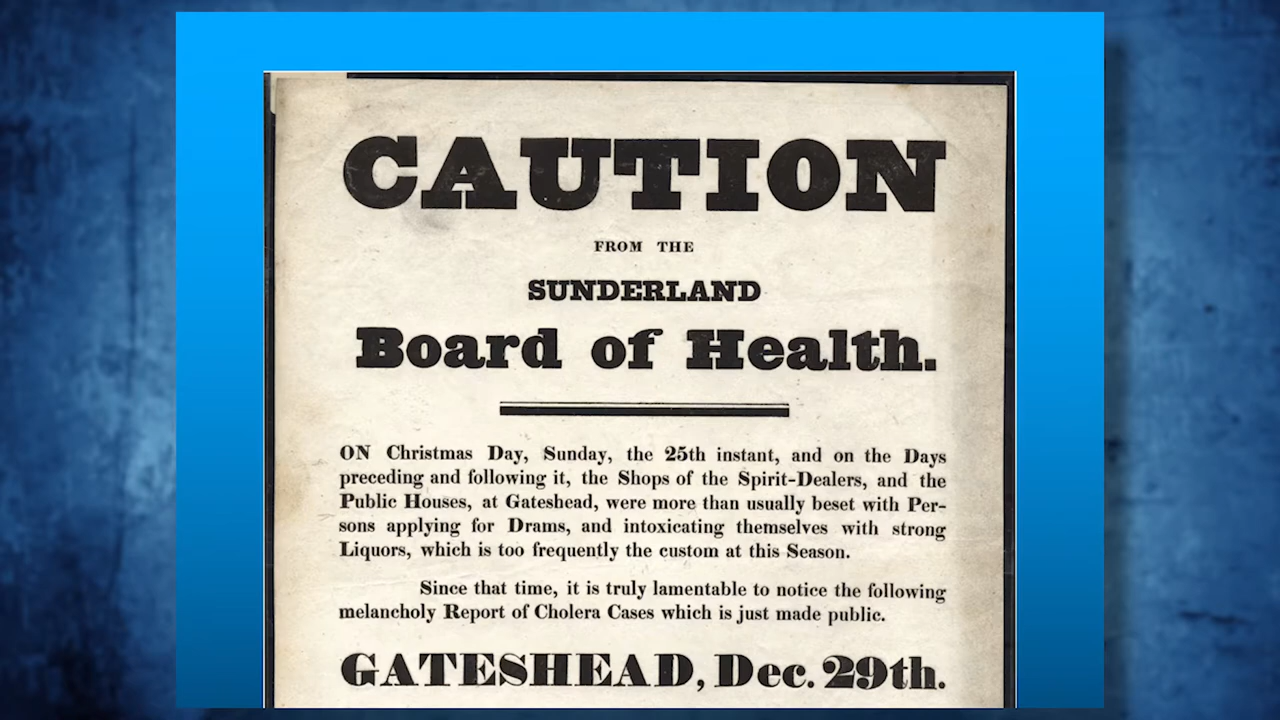 CAUTION
FROM THE
SUNDERLAND
Board of Health.
ON Christmas Day, Sunday, the 25th instant, and on the Days
preceding and following it, the Shops of the Spirit-Dealers, and the
Public Houses, at Gateshead, were more than usually beset with Per-
sons applying for Drams, and intoxicating themselves with strong
Liquors, which is too frequently the custom at this Season.
Since that time, it is truly lamentable to notice the following
melancholy Report of Cholera Cases which is just made public.
GATESHEAD, Dec. 29th.